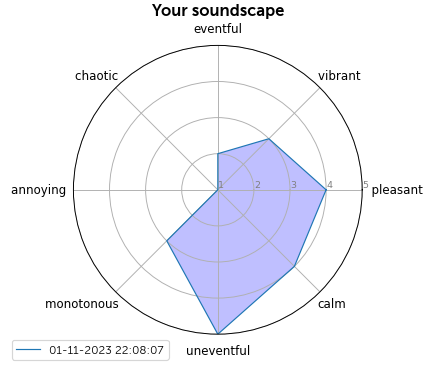 Your soundscape
eventful
chaotic
vibrant
annoying
1 2 3 4 5
pleasant
monotonous
calm
uneventful
01-11-2023 22:08:07